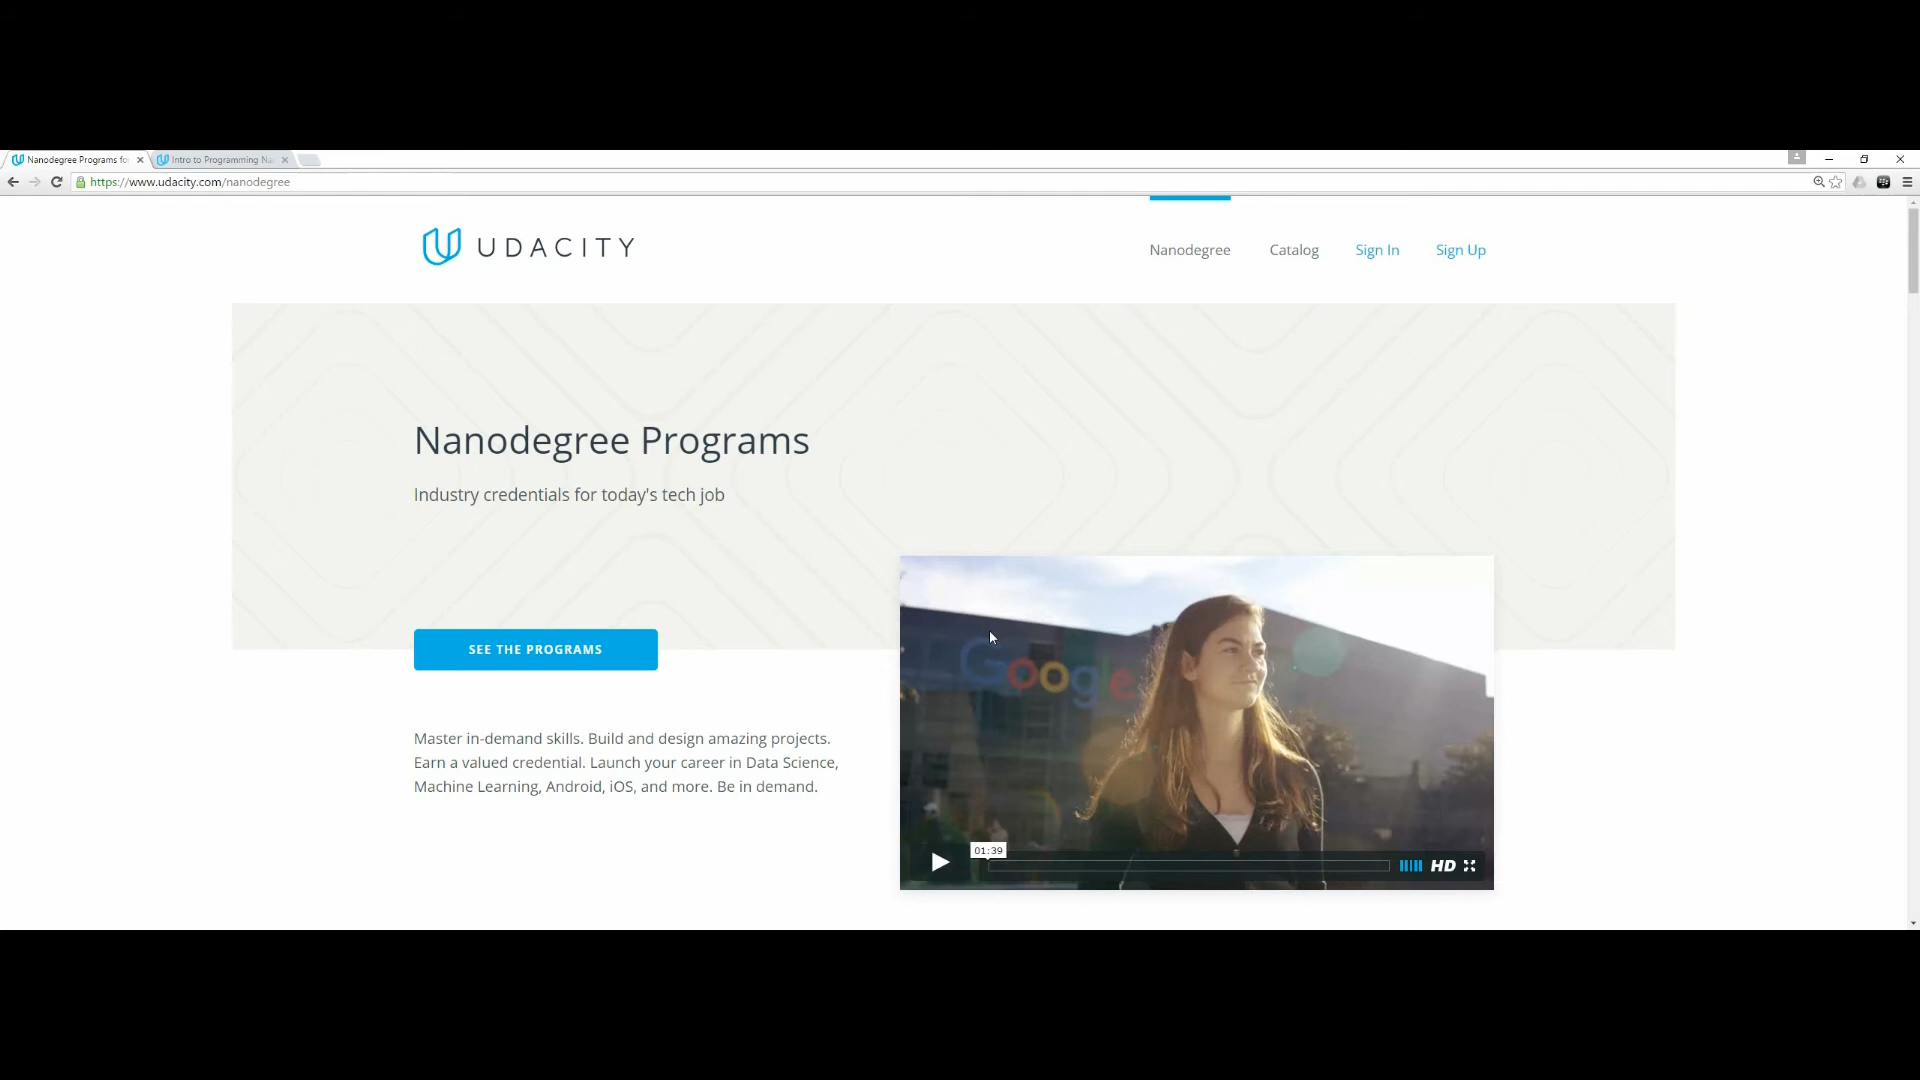 Nanodegree Programs fo
Intro to Programming Na
https://www.udacity.com/nanodegree
UDACITY
Nanodegree
Catalog
Sign In
Sign Up
Nanodegree Programs
Industry credentials for today's tech job
SEE THE PROGRAMS
Google
Master in-demand skills. Build and design amazing projects.
Earn a valued credential. Launch your career in Data Science,
Machine Learning, Android, iOS, and more. Be in demand.
01:39
HD